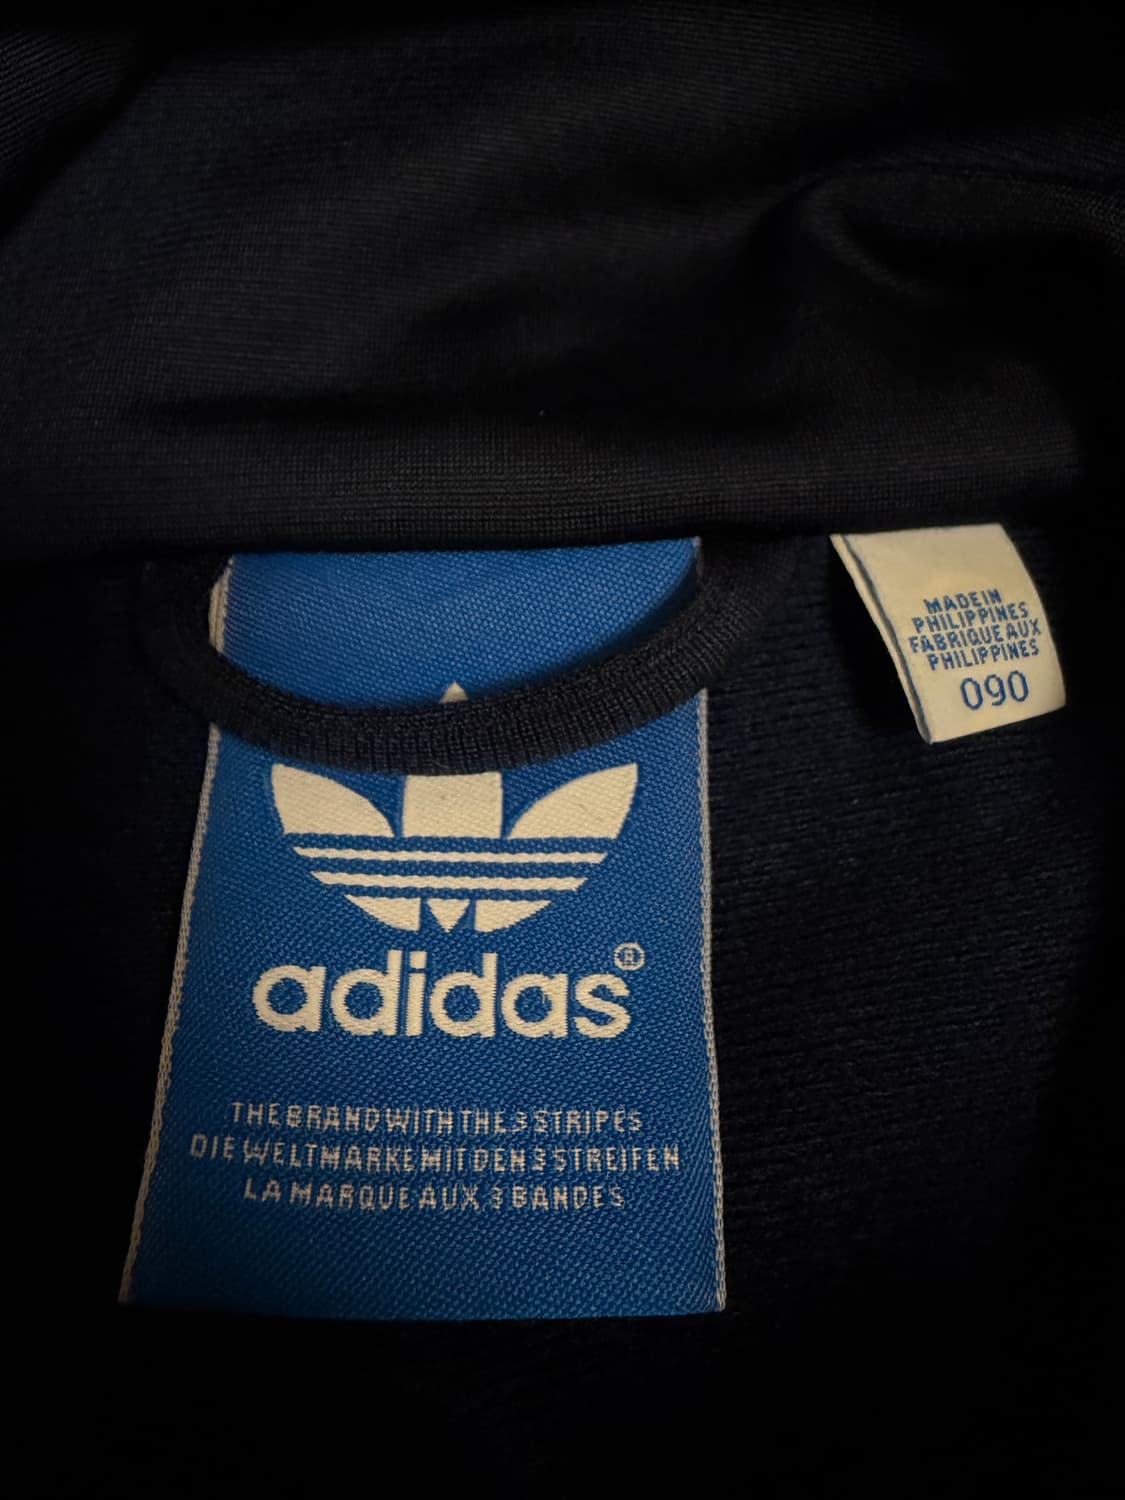 MADE IN
PHILIPPINES
FABRIQUE AUX
PHILIPPINES
090
adidas®
THE BRAND WITH THE 3 STRIPES
DIE WELTMARKE MIT DEN 3 STREIFEN
LA MARQUE AUX 3 BANDES